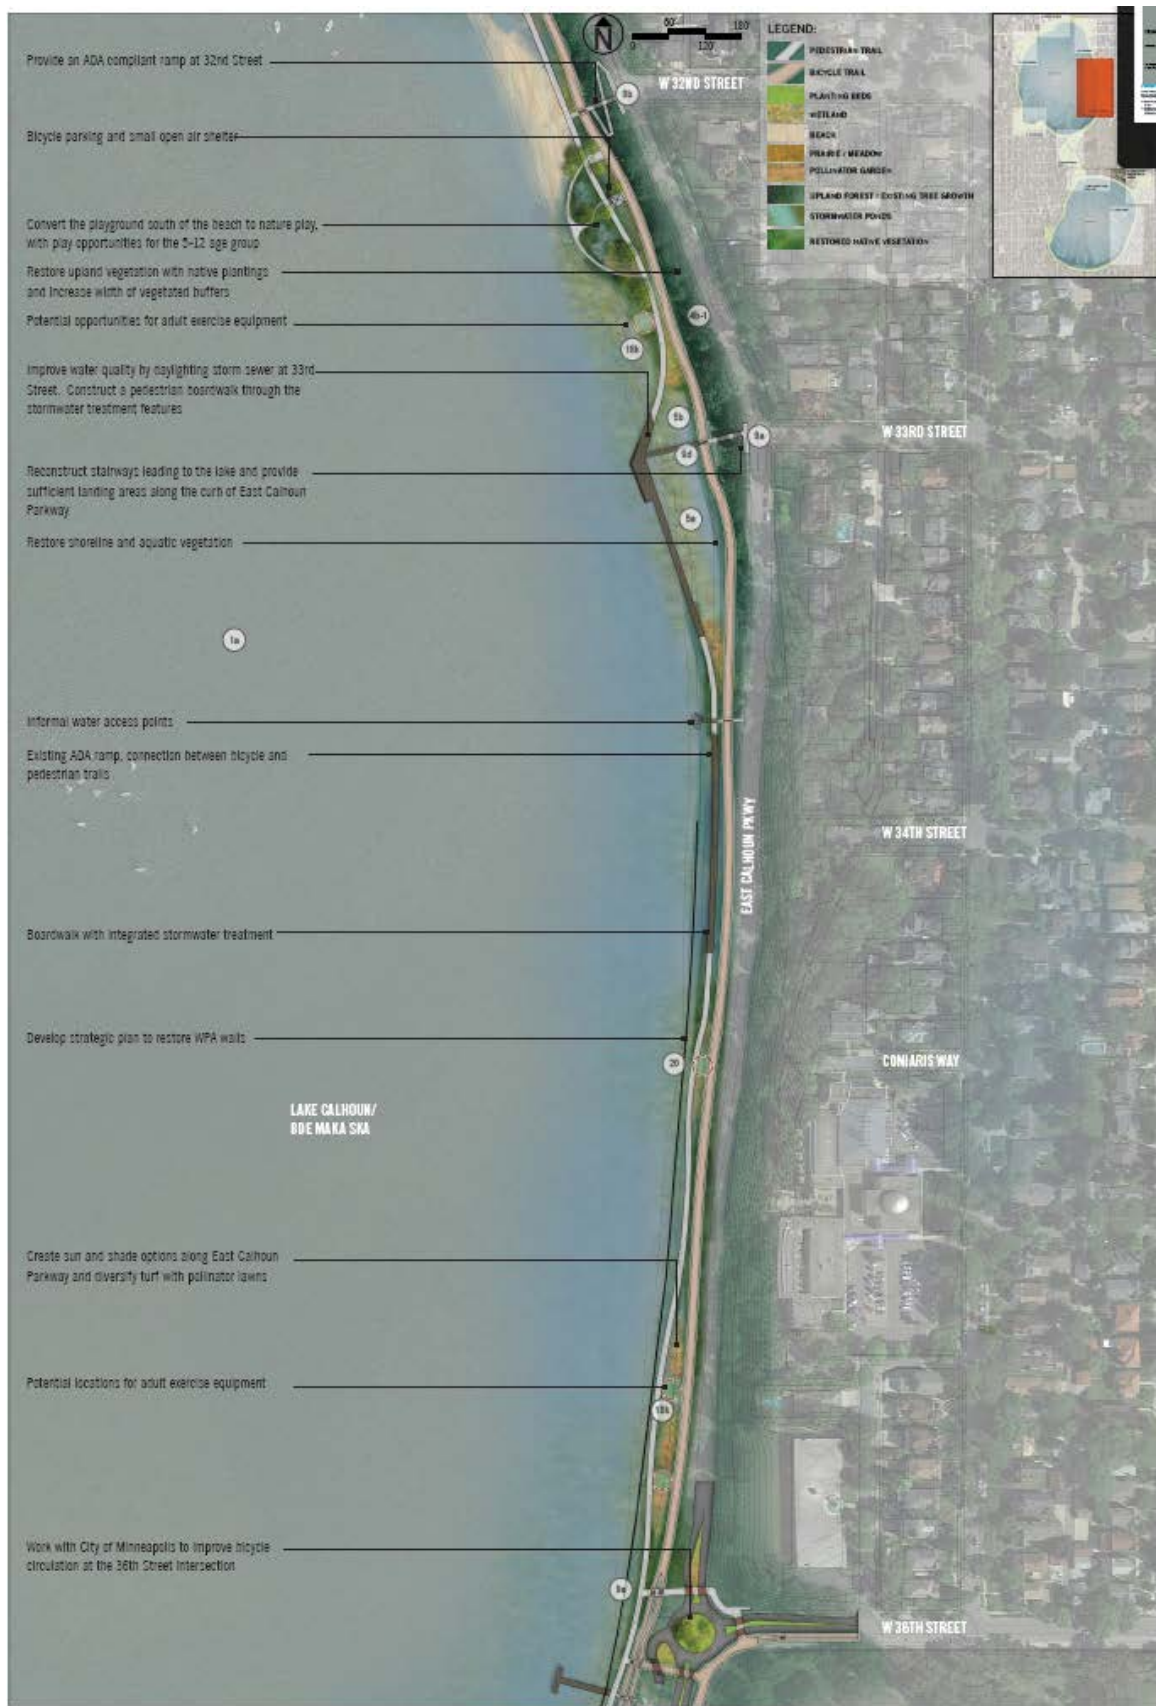 60'
180'
0
120'
N
LEGEND:
PEDESTRIAN TRAIL
BICYCLE TRAIL
PLANTING BEDS
WETLAND
BEACH
PRAIRIE / MEADOW
POLLINATOR GARDEN
UPLAND FOREST / EXISTING TREE GROWTH
STORMWATER PONDS
RESTORED NATIVE VEGETATION
Provide an ADA compliant ramp at 32nd Street
W 32ND STREET
Bicycle parking and small open air shelter
Convert the playground south of the beach to nature play,
with play opportunities for the 5-12 age group
Restore upland vegetation with native plantings
and increase width of vegetated buffers
4b-1
Potential opportunities for adult exercise equipment
Improve water quality by daylighting storm sewer at 33rd
Street. Construct a pedestrian boardwalk through the
stormwater treatment features
5b
W 33RD STREET
Reconstruct stairways leading to the lake and provide
sufficient landing areas along the curb of East Calhoun
Parkway
Restore shoreline and aquatic vegetation
1a
Informal water access points
Existing ADA ramp, connection between bicycle and
pedestrian trails
EAST CALHOUN PKWY
W 34TH STREET
Boardwalk with integrated stormwater treatment
Develop strategic plan to restore WPA walls
20
CONIARIS WAY
LAKE CALHOUN/
BDE MAKA SKA
Create sun and shade options along East Calhoun
Parkway and diversify turf with pollinator lawns
Potential locations for adult exercise equipment
Work with City of Minneapolis to improve bicycle
circulation at the 36th Street intersection
W 36TH STREET